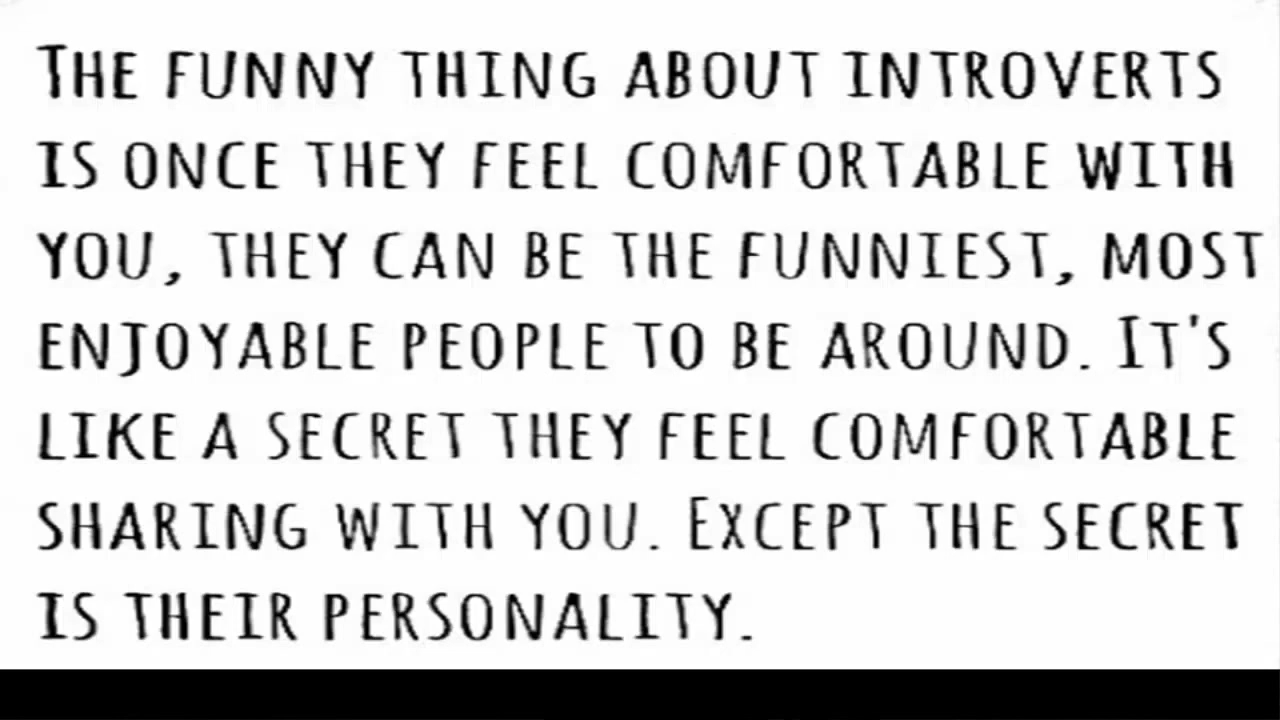 THE FUNNY THING ABOUT INTROVERTS
IS ONCE THEY FEEL COMFORTABLE WITH
YOU, THEY CAN BE THE FUNNIEST, MOST
ENJOYABLE PEOPLE TO BE AROUND. IT'S
LIKE A SECRET THEY FEEL COMFORTABLE
SHARING WITH YOU. EXCEPT THE SECRET
IS THEIR PERSONALITY.